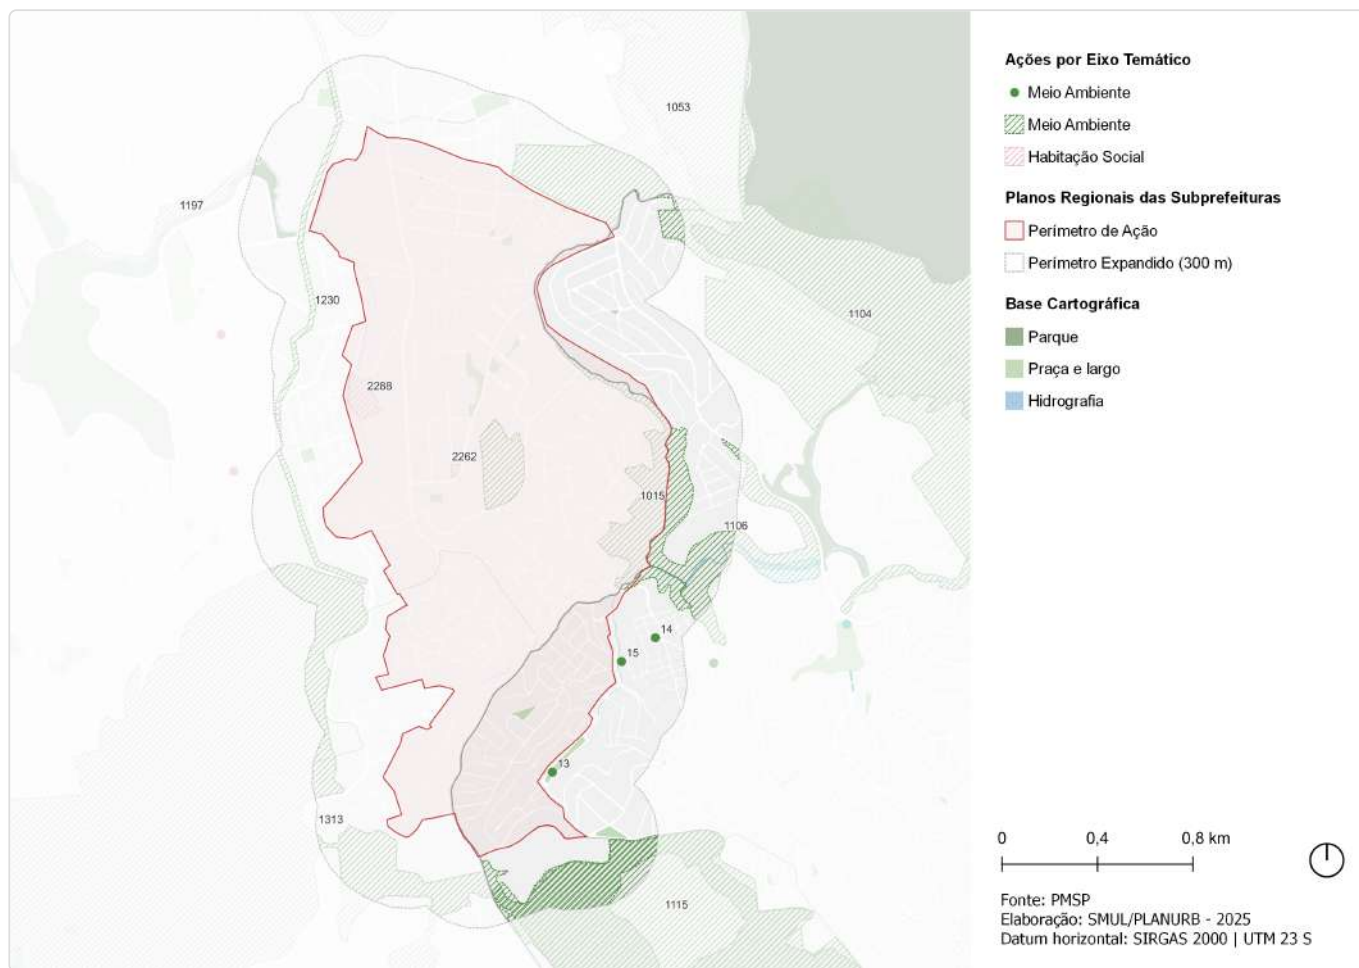 1053
1197
1230
1104
2288
2262
1015
1106
14
15
13
1313
1115
Ações por Eixo Temático
Meio Ambiente
Meio Ambiente
Habitação Social
Planos Regionais das Subprefeituras
Perímetro de Ação
Perímetro Expandido (300 m)
Base Cartográfica
Parque
Praça e largo
Hidrografia
0 0,4 0,8 km
Fonte: PMSP
Elaboração: SMUL/PLANURB - 2025
Datum horizontal: SIRGAS 2000 | UTM 23 S